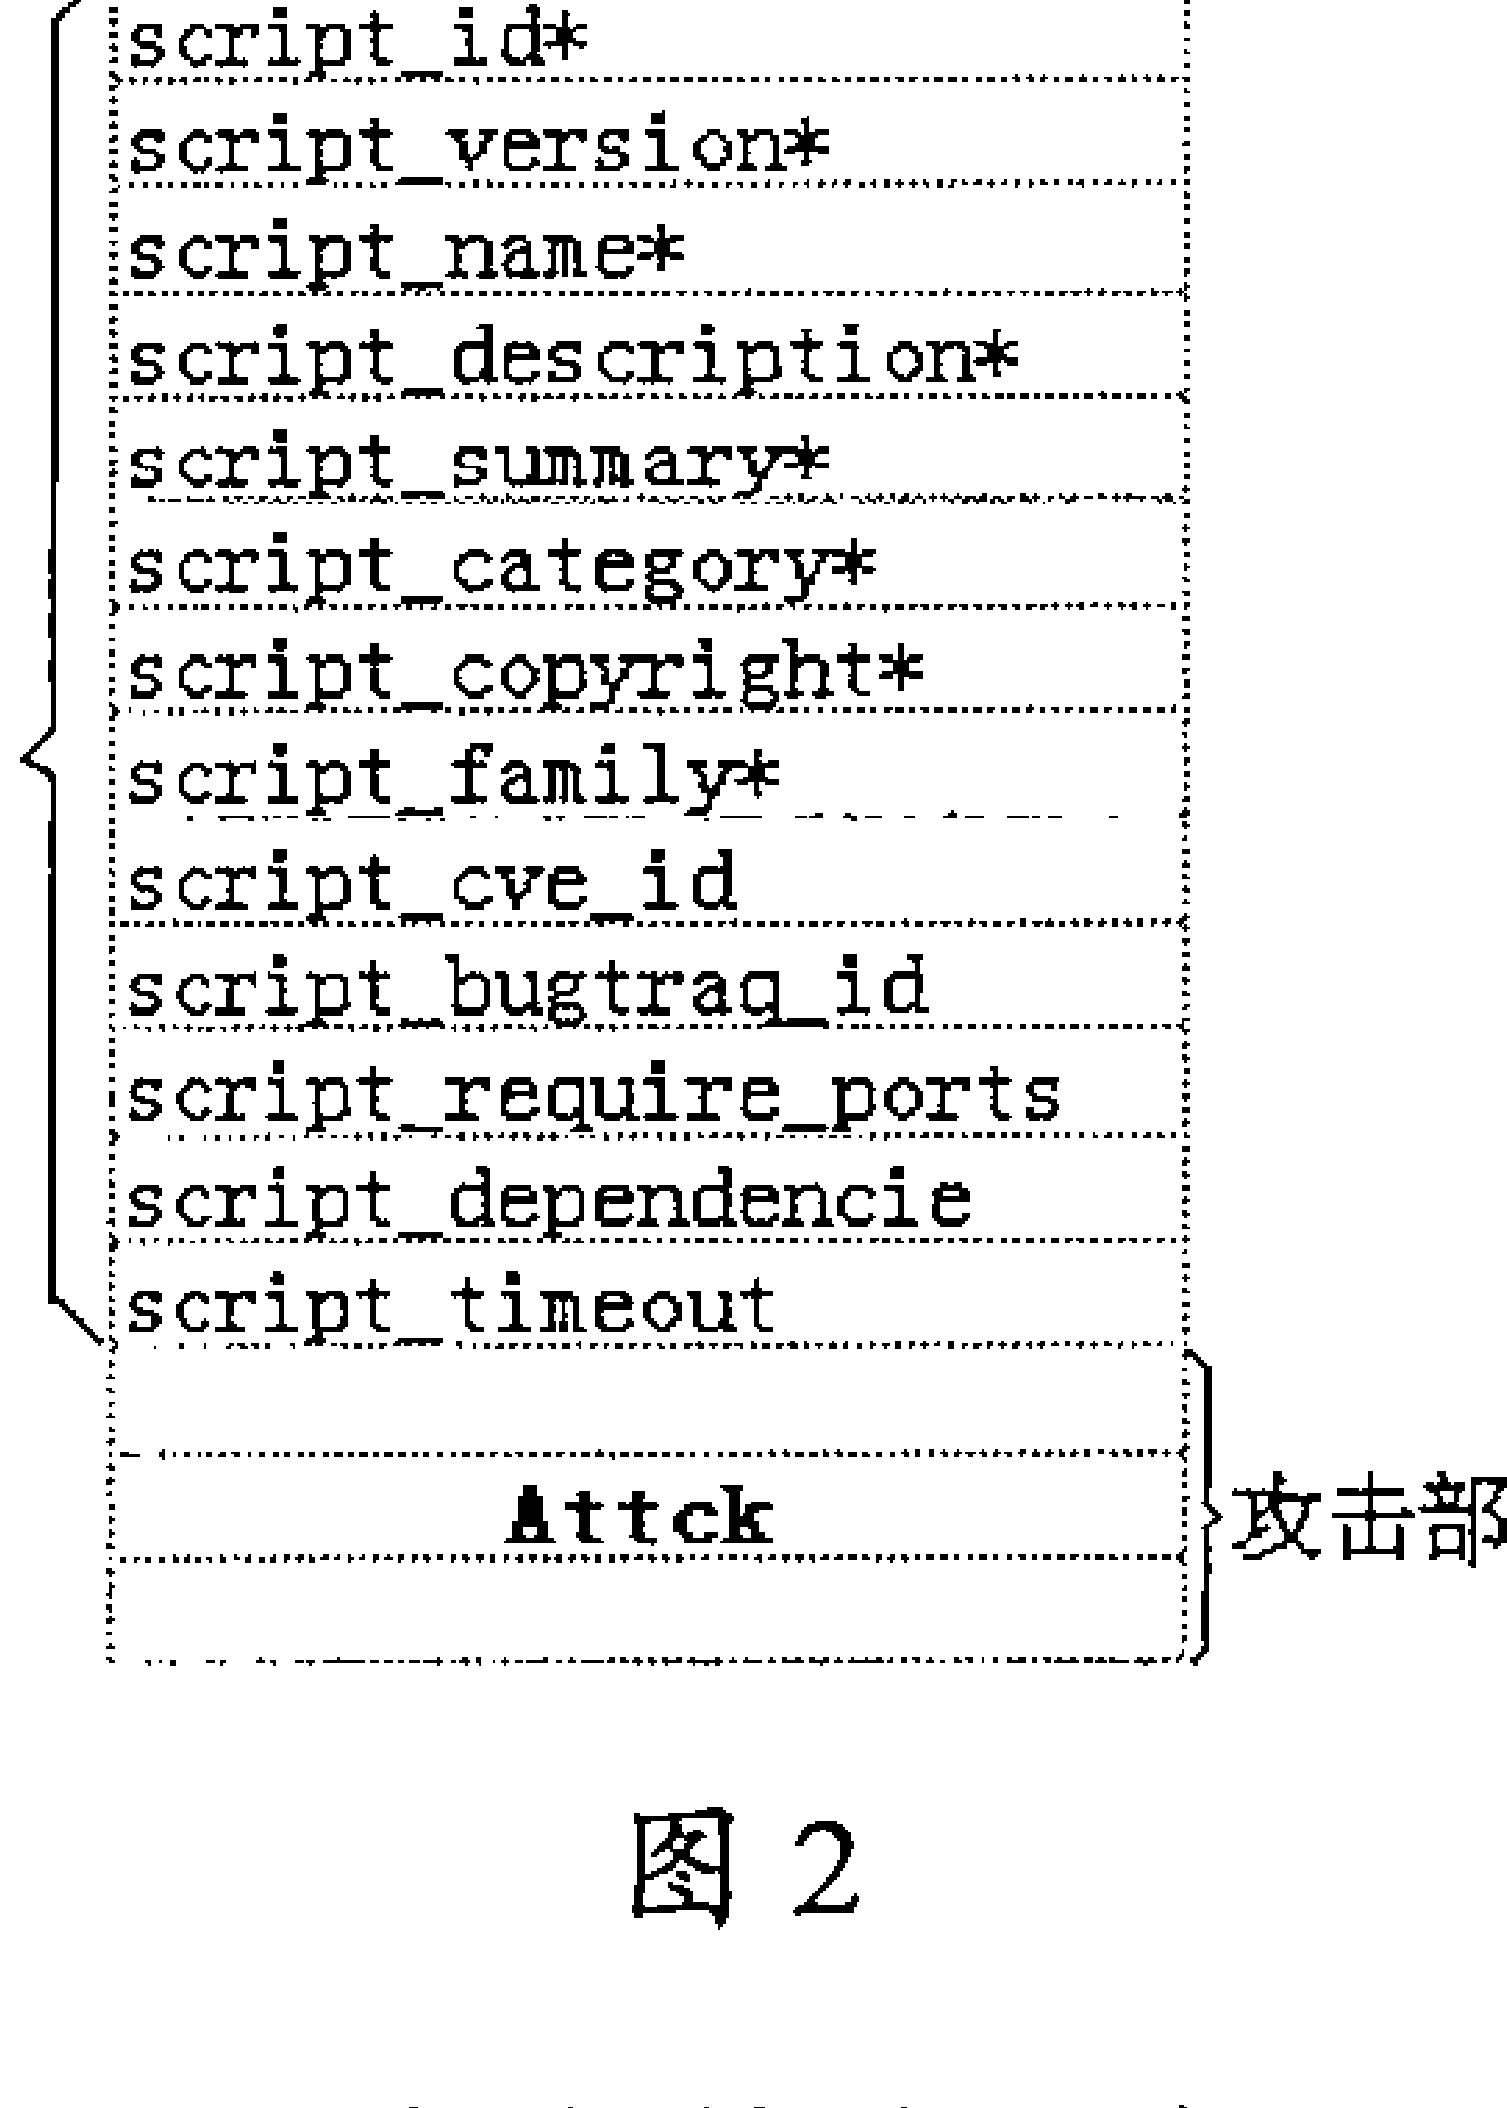 script_id*
script_version*
script_name*
script_description*
script_summary*
script_category*
script_copyright*
script_family*
script_cve_id
script_bugtraq_id
script_require_ports
script_dependencie
script_timeout
Attck
攻击部
图 2